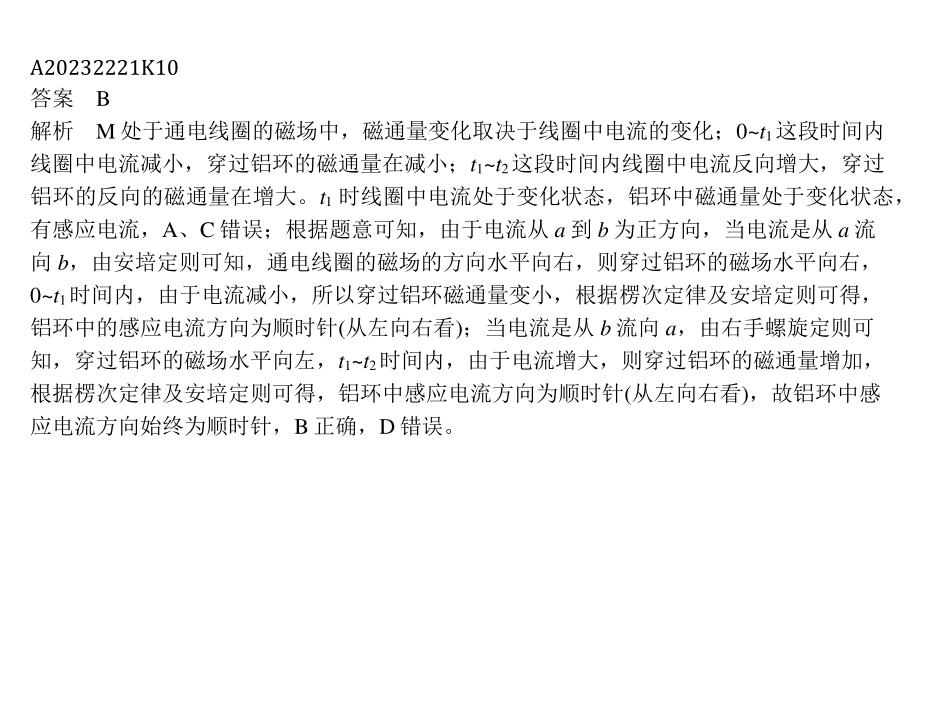 A20232221K10
答案 B
解析 M 处于通电线圈的磁场中，磁通量变化取决于线圈中电流的变化；0~t₁这段时间内
线圈中电流减小，穿过铝环的磁通量在减小；t₁~t₂这段时间内线圈中电流反向增大，穿过
铝环的反向的磁通量在增大。t₁ 时线圈中电流处于变化状态，铝环中磁通量处于变化状态，
有感应电流，A、C 错误；根据题意可知，由于电流从 a 到 b 为正方向，当电流是从 a 流
向 b，由安培定则可知，通电线圈的磁场的方向水平向右，则穿过铝环的磁场水平向右，
0~t₁时间内，由于电流减小，所以穿过铝环磁通量变小，根据楞次定律及安培定则可得，
铝环中的感应电流方向为顺时针(从左向右看)；当电流是从 b 流向 a，由右手螺旋定则可
知，穿过铝环的磁场水平向左，t₁~t₂时间内，由于电流增大，则穿过铝环的磁通量增加，
根据楞次定律及安培定则可得，铝环中感应电流方向为顺时针(从左向右看)，故铝环中感
应电流方向始终为顺时针，B 正确，D 错误。